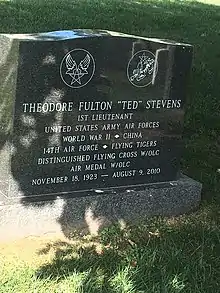 THEODORE FULTON "TED" STEVENS
1ST LIEUTENANT
UNITED STATES ARMY AIR FORCES
WORLD WAR II ✦ CHINA
14TH AIR FORCE ✦ FLYING TIGERS
DISTINGUISHED FLYING CROSS W/OLC
AIR MEDAL W/OLC
NOVEMBER 18, 1923 — AUGUST 9, 2010